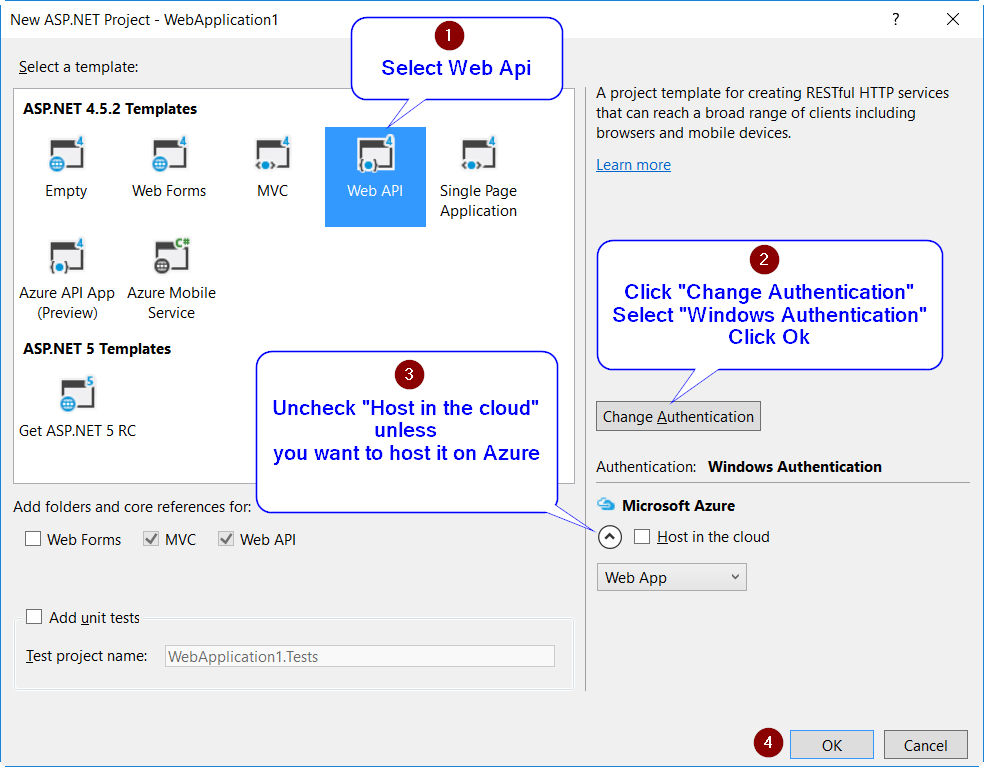 New ASP.NET Project - WebApplication1
?
1
Select Web Api
Select a template:
ASP.NET 4.5.2 Templates
4
4
4
4
4
Empty
Web Forms
MVC
Web API
Single Page
Application
4
C#
Azure API App
(Preview)
Azure Mobile
Service
ASP.NET 5 Templates
5
Get ASP.NET 5 RC
A project template for creating RESTful HTTP services
that can reach a broad range of clients including
browsers and mobile devices.
Learn more
2
Click "Change Authentication"
Select "Windows Authentication"
Click Ok
3
Uncheck "Host in the cloud"
unless
you want to host it on Azure
Change Authentication
Authentication: Windows Authentication
Microsoft Azure
Host in the cloud
Web App
Add folders and core references for:
Web Forms
MVC
Web API
Add unit tests
Test project name:
WebApplication1.Tests
4
OK
Cancel